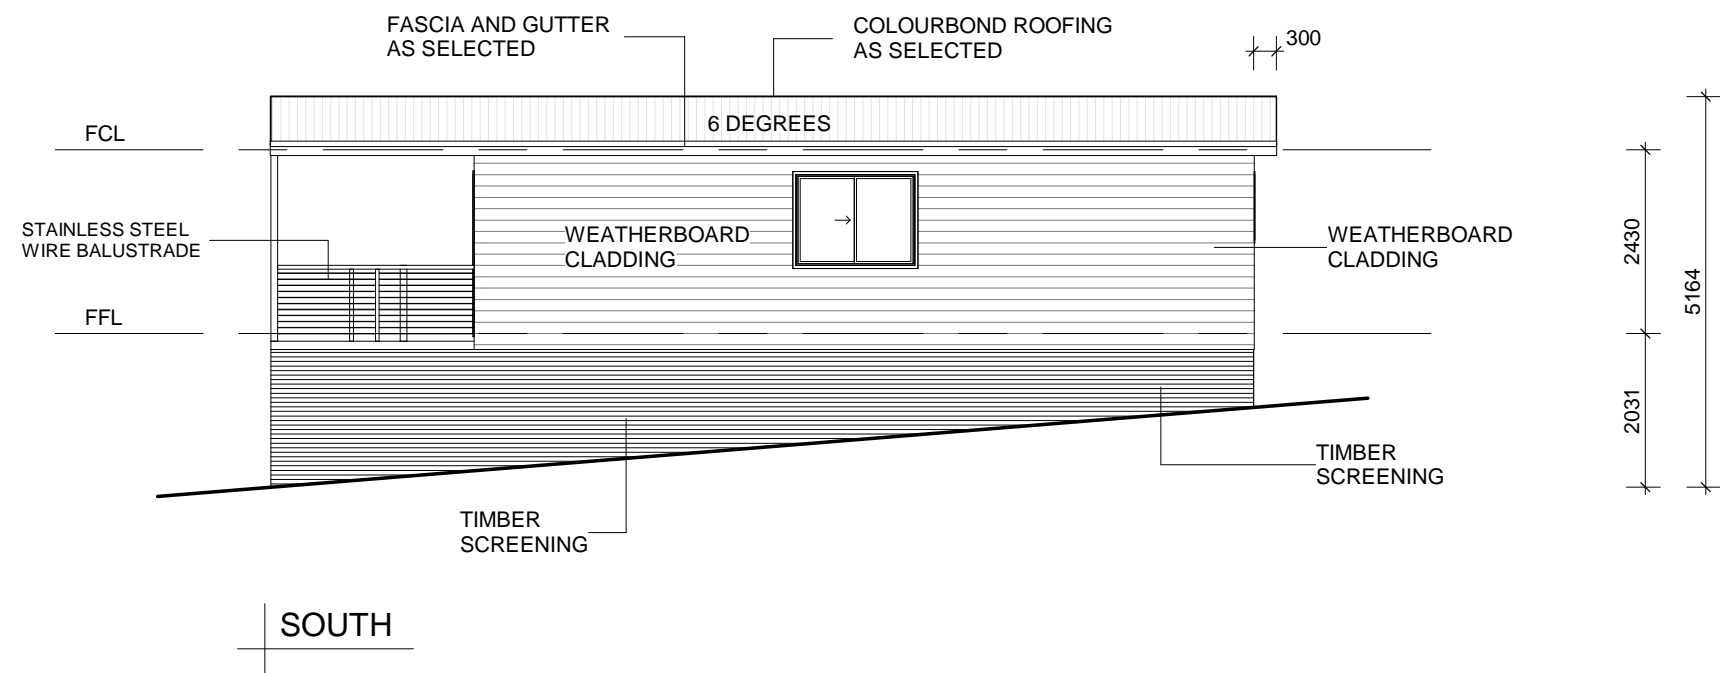 FASCIA AND GUTTER
AS SELECTED
COLOURBOND ROOFING
AS SELECTED
300
6 DEGREES
FCL
STAINLESS STEEL
WIRE BALUSTRADE
WEATHERBOARD
CLADDING
WEATHERBOARD
CLADDING
2430
5164
FFL
2031
TIMBER
SCREENING
TIMBER
SCREENING
SOUTH